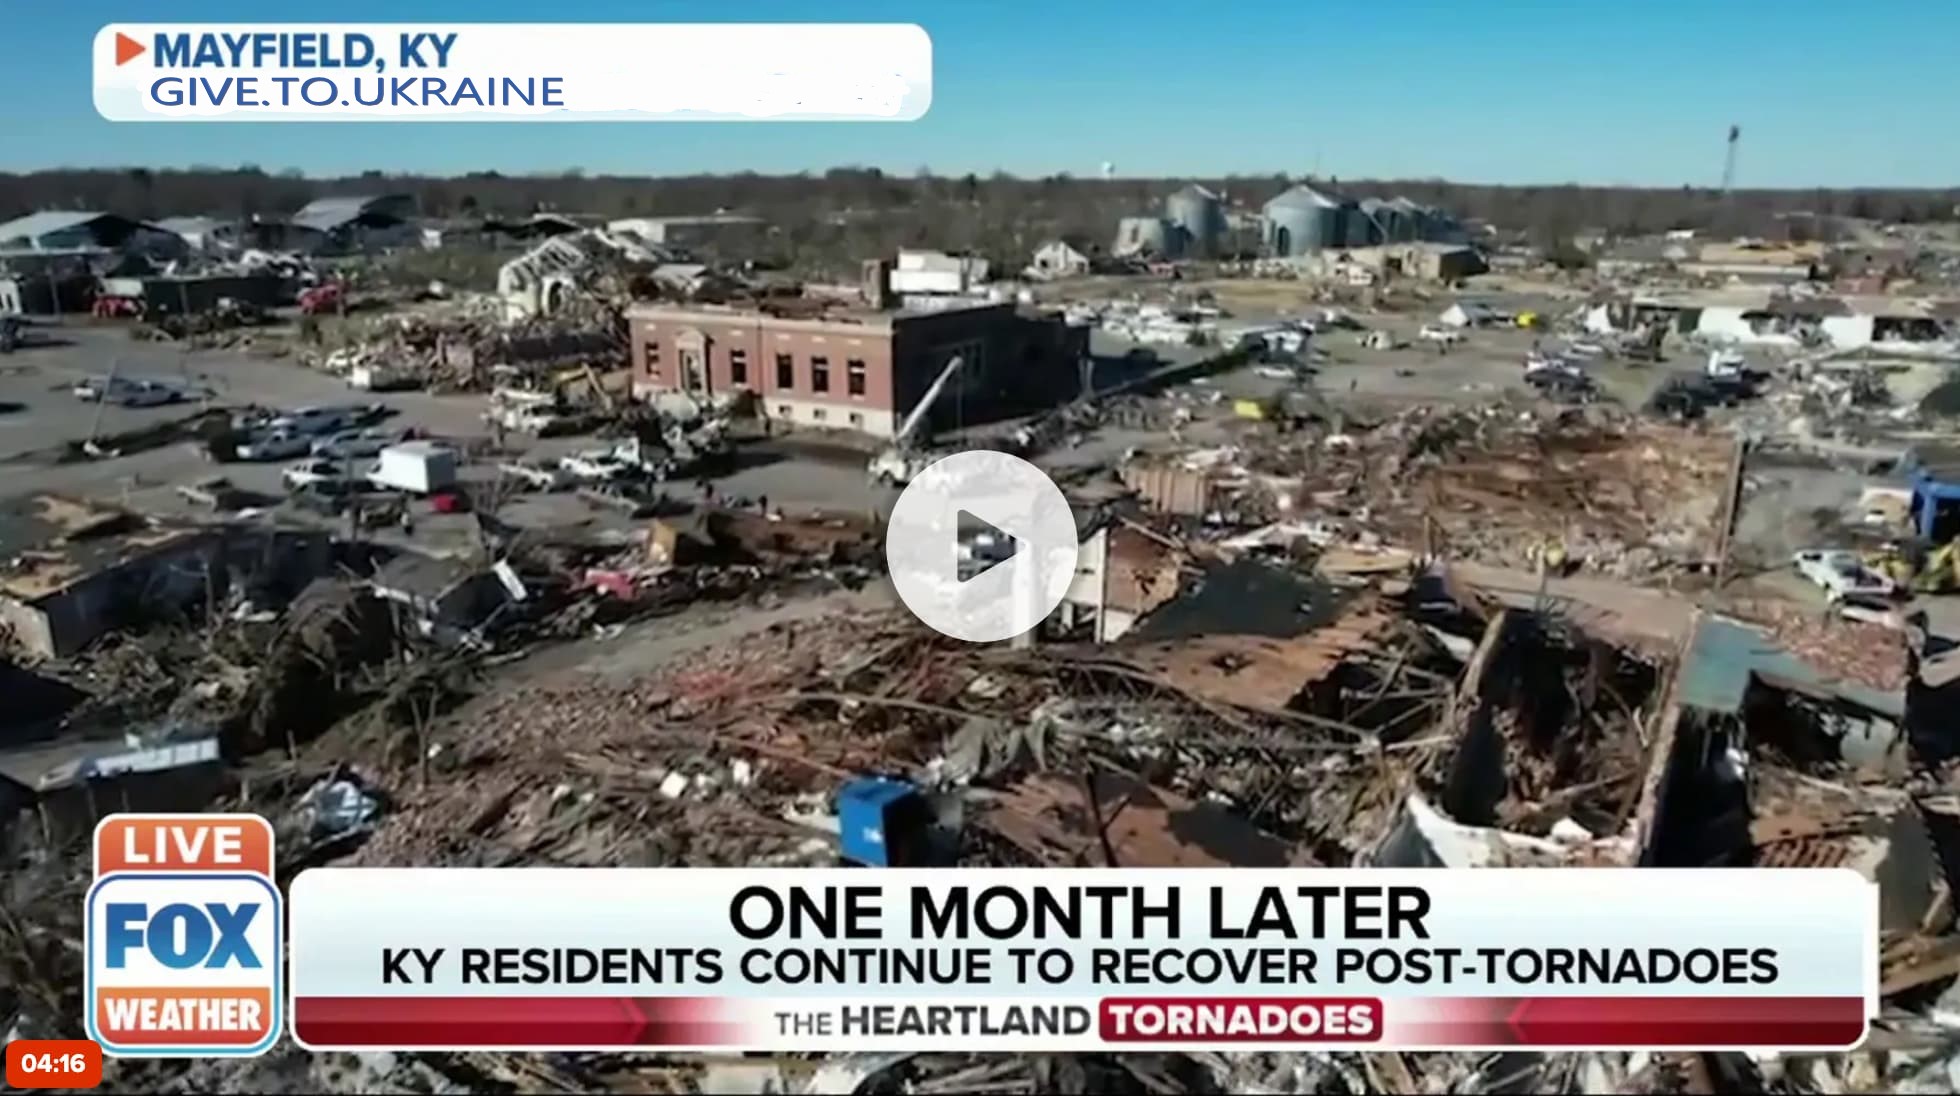 MAYFIELD, KY
GIVE.TO.UKRAINE
LIVE
FOX
WEATHER
ONE MONTH LATER
KY RESIDENTS CONTINUE TO RECOVER POST-TORNADOES
THE HEARTLAND TORNADOES
04:16